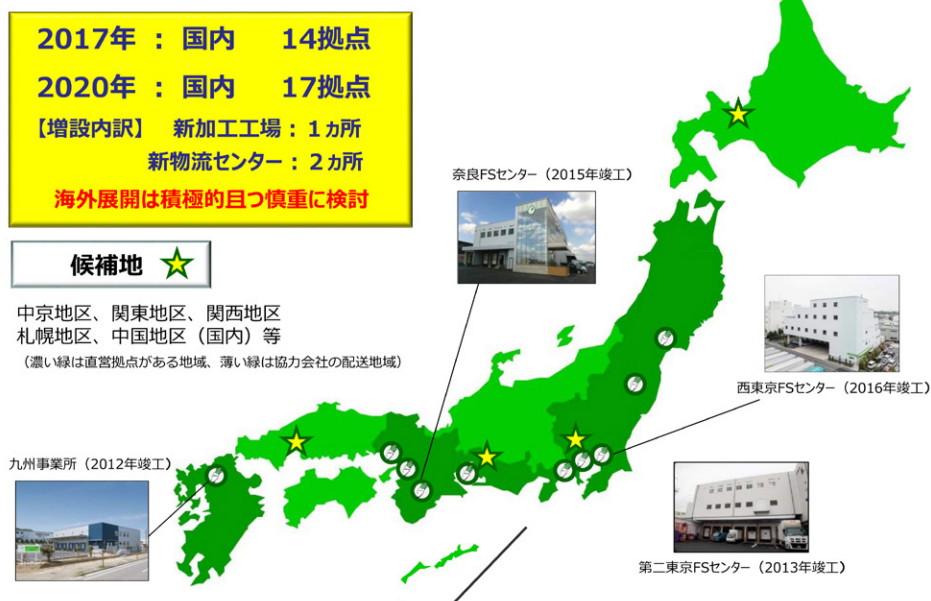 2017年 ： 国内 14拠点
2020年 ： 国内 17拠点
【増設内訳】 新加工工場：１ヵ所
新物流センター：２ヵ所
海外展開は積極的且つ慎重に検討
候補地
中京地区、関東地区、関西地区
札幌地区、中国地区（国内）等
（濃い緑は直営拠点がある地域、薄い緑は協力会社の配送地域）
奈良FSセンター（2015年竣工）
西東京FSセンター（2016年竣工）
九州事業所（2012年竣工）
第二東京FSセンター（2013年竣工）